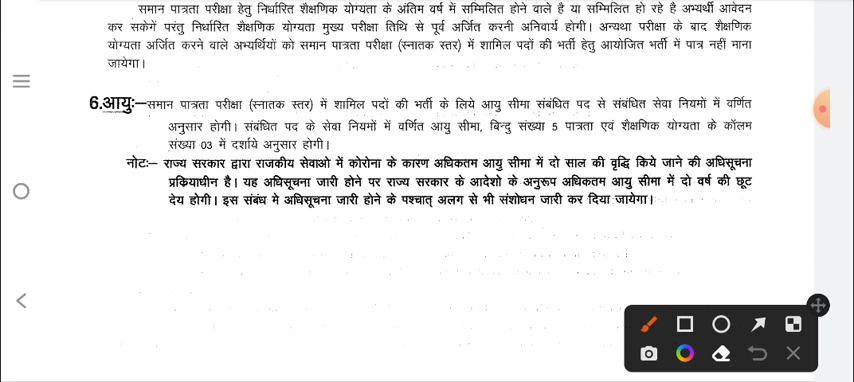 समान पात्रता परीक्षा हेतु निर्धारित शैक्षणिक योग्यता के अंतिम वर्ष में सम्मिलित होने वाले है या सम्मिलित हो रहे है अभ्यर्थी आवेदन
कर सकेगें परंतु निर्धारित शैक्षणिक योग्यता मुख्य परीक्षा तिथि से पूर्व अर्जित करनी अनिवार्य होगी। अन्यथा परीक्षा के बाद शैक्षणिक
योग्यता अर्जित करने वाले अभ्यर्थियों को समान पात्रता परीक्षा (स्नातक स्तर) में शामिल पदों की भर्ती हेतु आयोजित भर्ती में पात्र नहीं माना
जायेगा।
6.आयुः—समान पात्रता परीक्षा (स्नातक स्तर) में शामिल पदों की भर्ती के लिये आयु सीमा संबंधित पद से संबंधित सेवा नियमों में वर्णित
अनुसार होगी। संबंधित पद के सेवा नियमों में वर्णित आयु सीमा, बिन्दु संख्या 5 पात्रता एवं शैक्षणिक योग्यता के कॉलम
संख्या 03 में दर्शाये अनुसार होगी।
नोटः— राज्य सरकार द्वारा राजकीय सेवाओ में कोरोना के कारण अधिकतम आयु सीमा में दो साल की वृद्धि किये जाने की अधिसूचना
प्रकियाधीन है। यह अधिसूचना जारी होने पर राज्य सरकार के आदेशो के अनुरूप अधिकतम आयु सीमा में दो वर्ष की छूट
देय होगी। इस संबंध मे अधिसूचना जारी होने के पश्चात् अलग से भी संशोधन जारी कर दिया जायेगा।